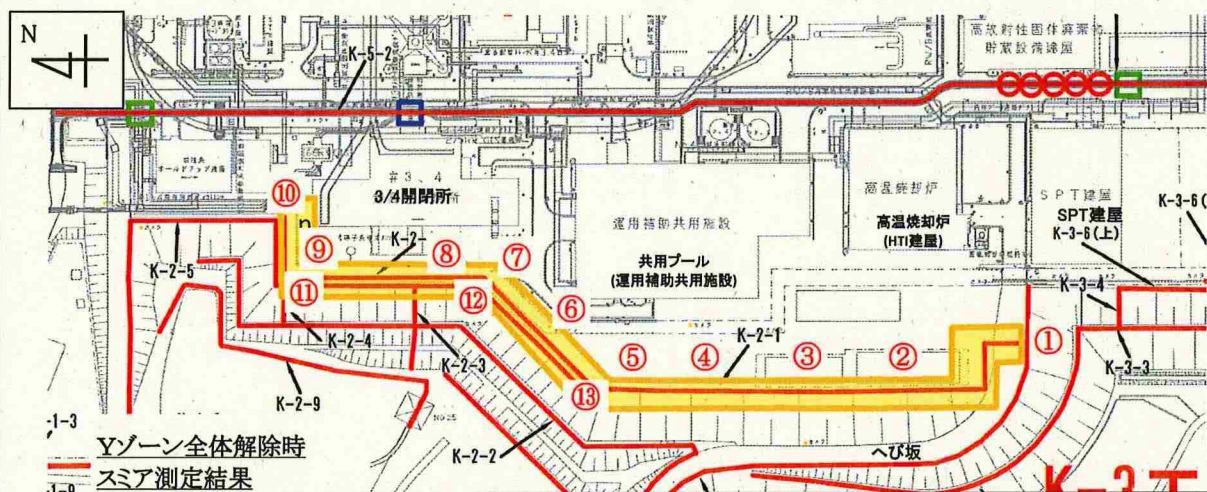 N
K-5-2
高放射性固体廃棄物
貯蔵設備建屋
#3、4
3/4開閉所
⑩
⑨
⑧
⑦
⑪
⑫
⑥
K-2-
K-2-5
K-2-4
K-2-3
K-2-9
K-2-2
運用補助共用施設
共用プール
(運用補助共用施設)
高温焼却炉
高温焼却炉
(HTI建屋)
SPT建屋
SPT建屋
K-3-6(上)
K-3-6(
K-3-4
K-3-3
K-2-1
⑤
④
③
②
①
⑬
へび坂
-1-3
Yゾーン全体解除時
スミア測定結果
K-3-